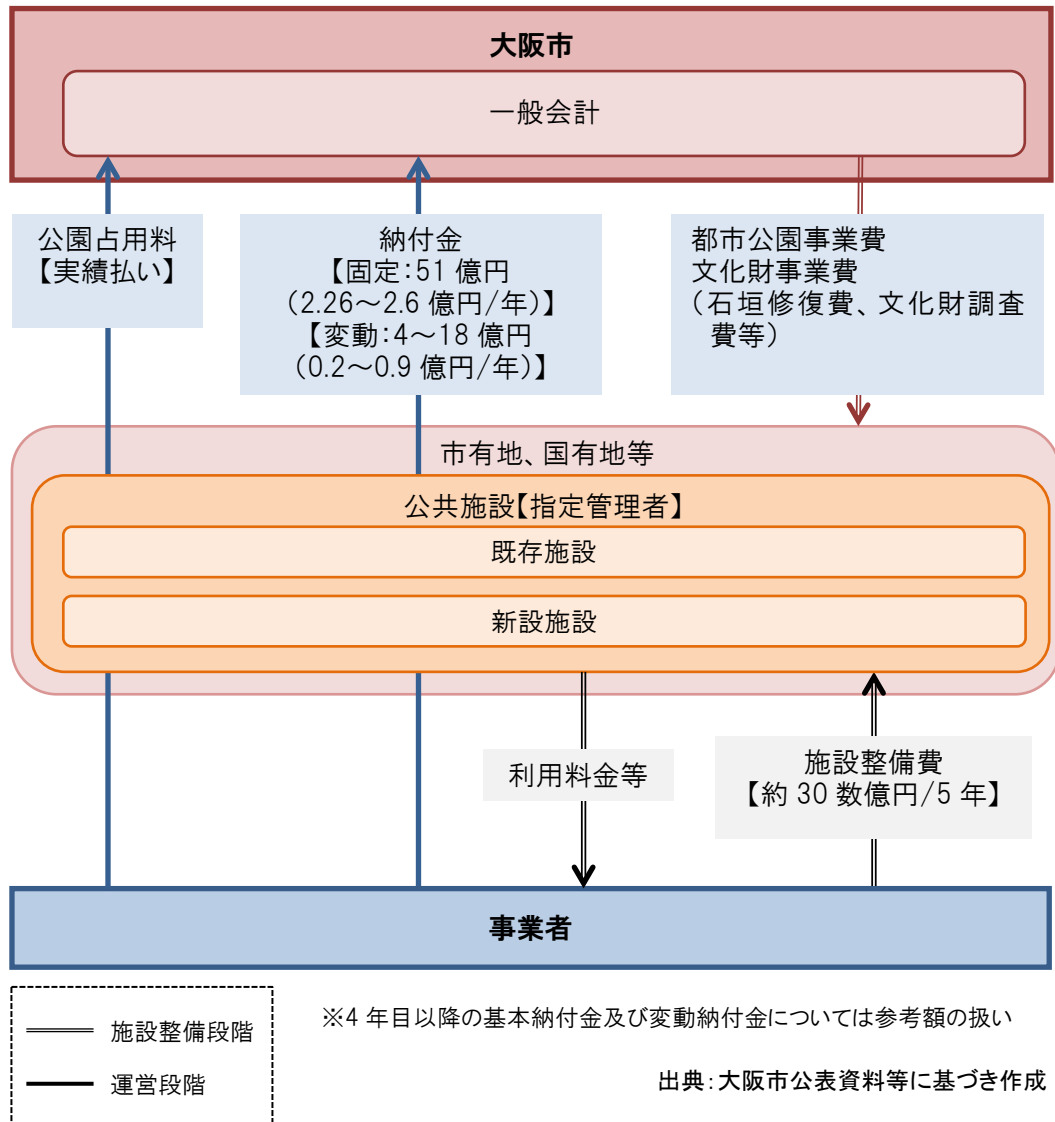 大阪市
一般会計
公園占用料
【実績払い】
納付金
【固定：51 億円
（2.26～2.6 億円/年）】
【変動：4～18 億円
（0.2～0.9 億円/年）】
都市公園事業費
文化財事業費
（石垣修復費、文化財調査
費等）
市有地、国有地等
公共施設【指定管理者】
既存施設
新設施設
利用料金等
施設整備費
【約 30 数億円/5 年】
事業者
施設整備段階
運営段階
※4 年目以降の基本納付金及び変動納付金については参考額の扱い
出典：大阪市公表資料等に基づき作成